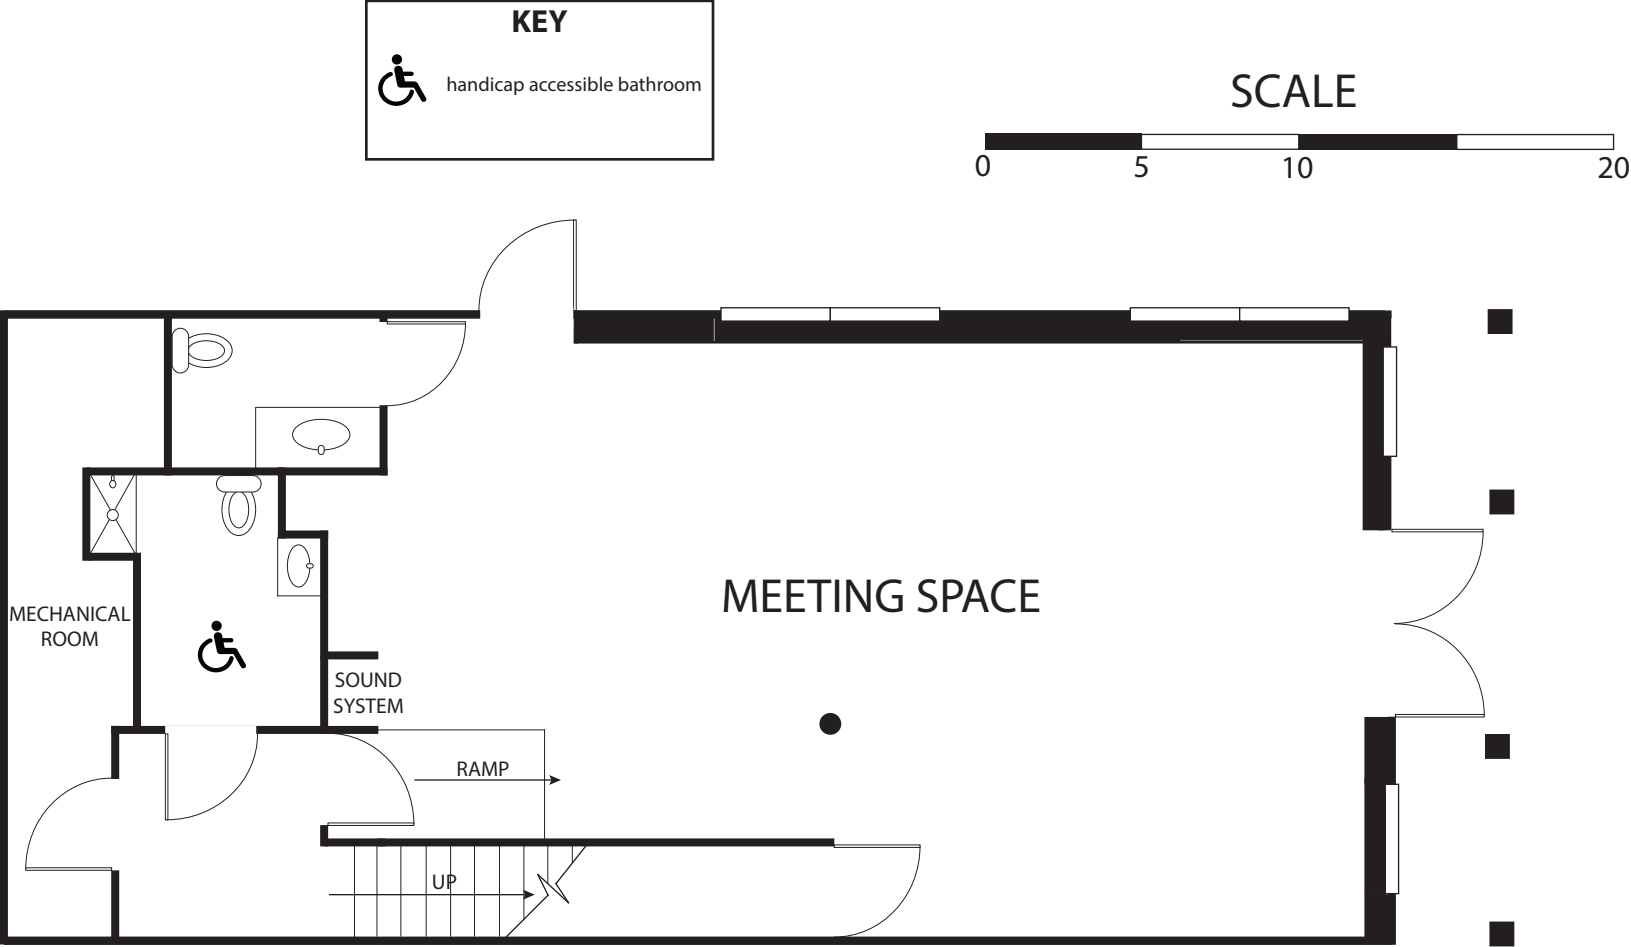 KEY
handicap accessible bathroom
SCALE
0 5 10 20
MEETING SPACE
MECHANICAL
ROOM
SOUND
SYSTEM
RAMP
UP